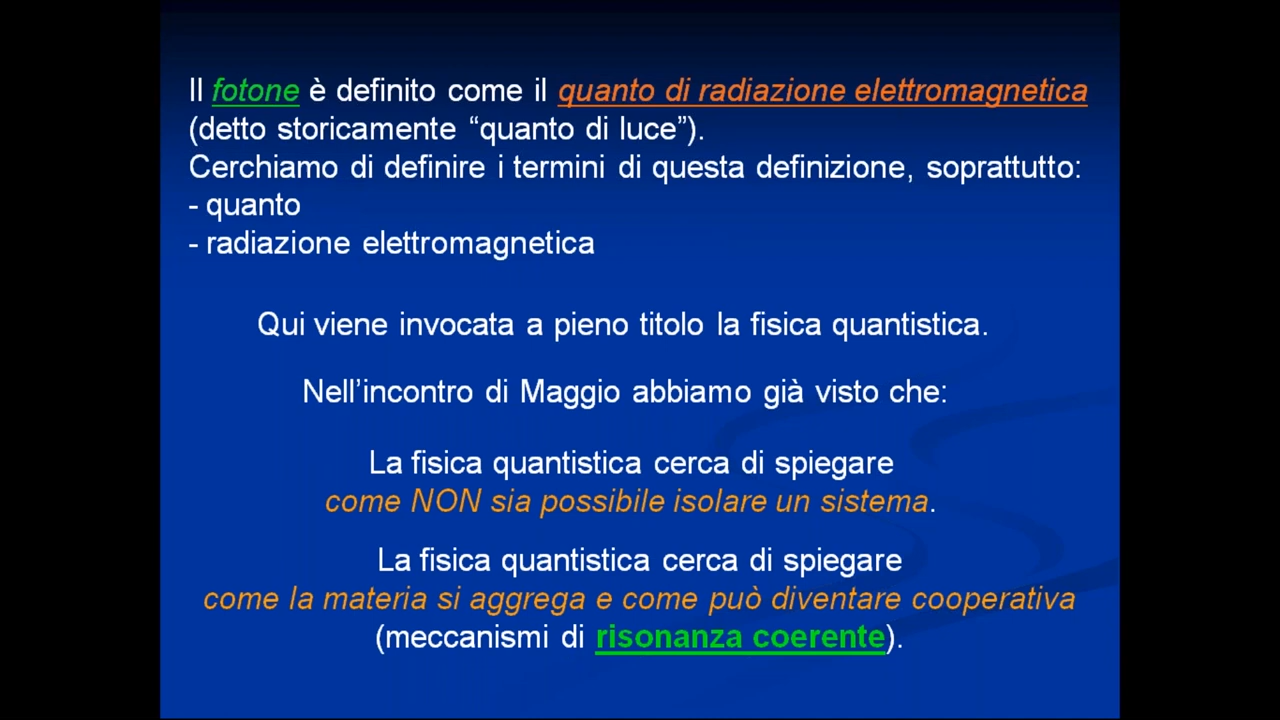 Il fotone è definito come il quanto di radiazione elettromagnetica
(detto storicamente “quanto di luce”).
Cerchiamo di definire i termini di questa definizione, soprattutto:
- quanto
- radiazione elettromagnetica
Qui viene invocata a pieno titolo la fisica quantistica.
Nell’incontro di Maggio abbiamo già visto che:
La fisica quantistica cerca di spiegare
come NON sia possibile isolare un sistema.
La fisica quantistica cerca di spiegare
come la materia si aggrega e come può diventare cooperativa
(meccanismi di risonanza coerente).